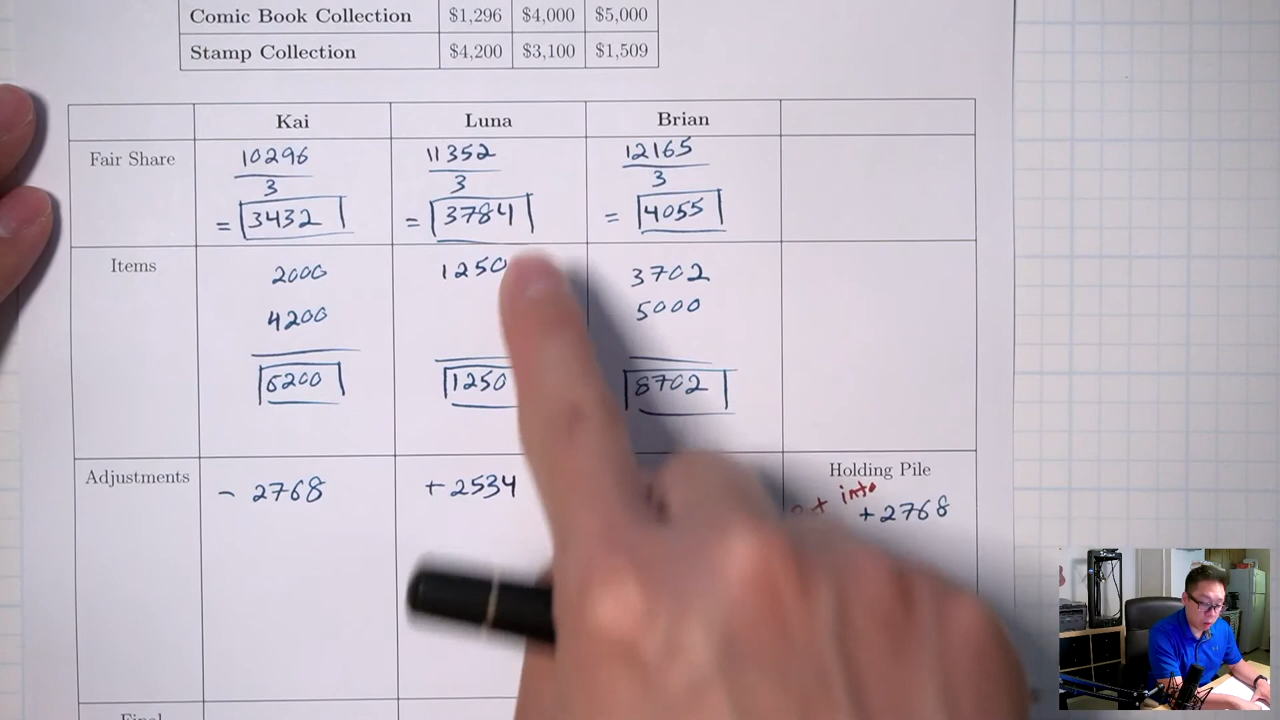 Comic Book Collection $1,296 $4,000 $5,000
Stamp Collection $4,200 $3,100 $1,509
Kai Luna Brian
Fair Share 10296 11352 12165
3 3 3
= 3432 = 3784 = 4055
Items 2000 1250 3702
4200 5000
6200 1250 8702
Adjustments - 2768 + 2534 Holding Pile
into
+2768